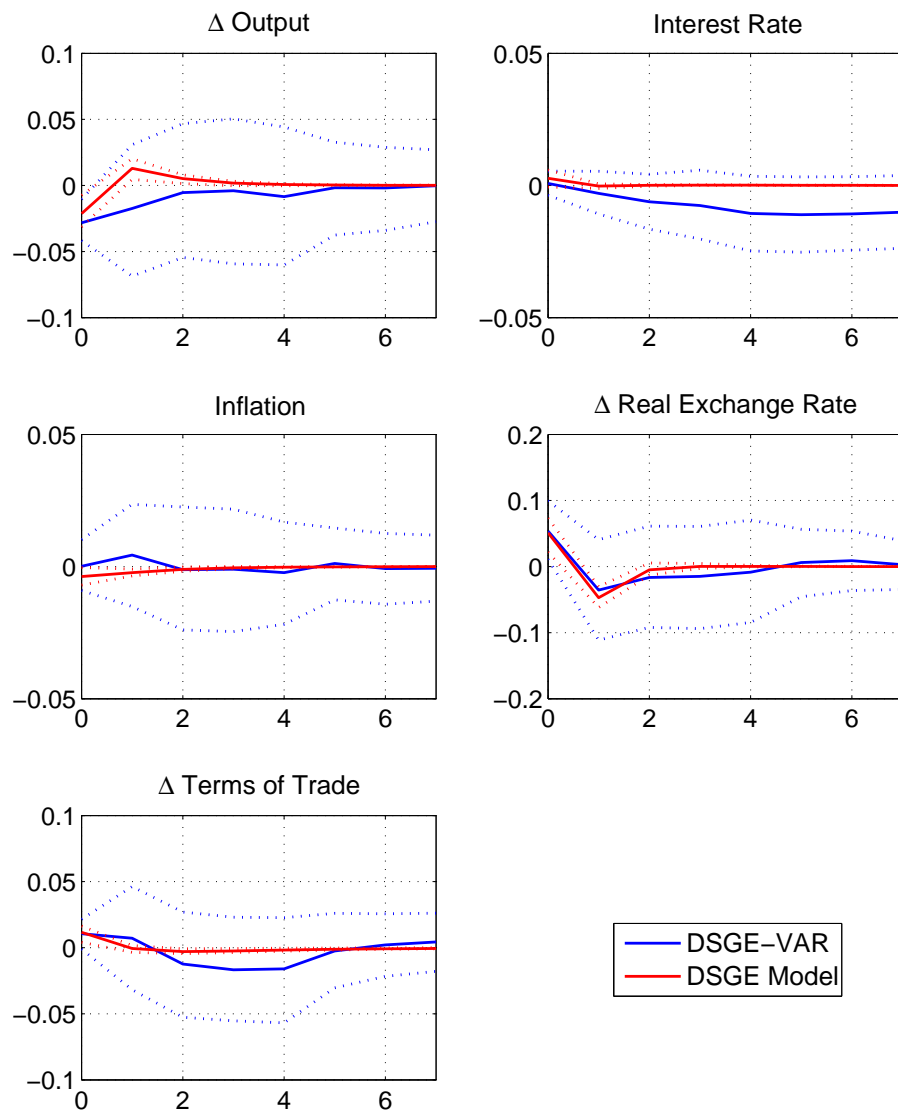 Δ Output
0.1
0.05
0
−0.05
−0.1
0 2 4 6
Interest Rate
0.05
0
−0.05
0 2 4 6
Inflation
0.05
0
−0.05
0 2 4 6
Δ Real Exchange Rate
0.2
0.1
0
−0.1
−0.2
0 2 4 6
Δ Terms of Trade
0.1
0.05
0
−0.05
−0.1
0 2 4 6
DSGE−VAR
DSGE Model